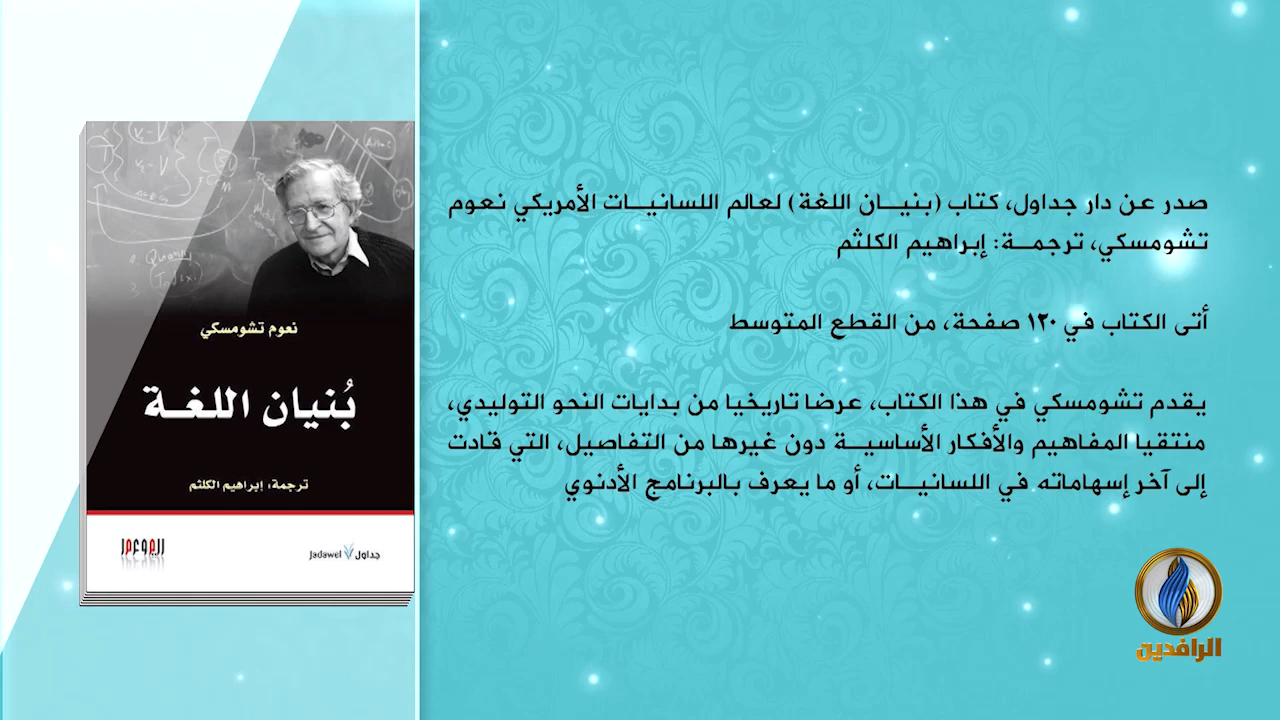 صدر عن دار جداول، كتاب (بنيان اللغة) لعالم اللسانيات الأمريكي نعوم
تشومسكي، ترجمة: إبراهيم الكلثم
أتى الكتاب في ١٢٠ صفحة، من القطع المتوسط
يقدم تشومسكي في هذا الكتاب، عرضا تاريخيا من بدايات النحو التوليدي،
منتقيا المفاهيم والأفكار الأساسية دون غيرها من التفاصيل، التي قادت
إلى آخر إسهاماته في اللسانيات، أو ما يعرف بالبرنامج الأدنوي
نعوم تشومسكي
بُنيان اللغة
ترجمة: إبراهيم الكلثم
جداول Jadawel
الرافدين